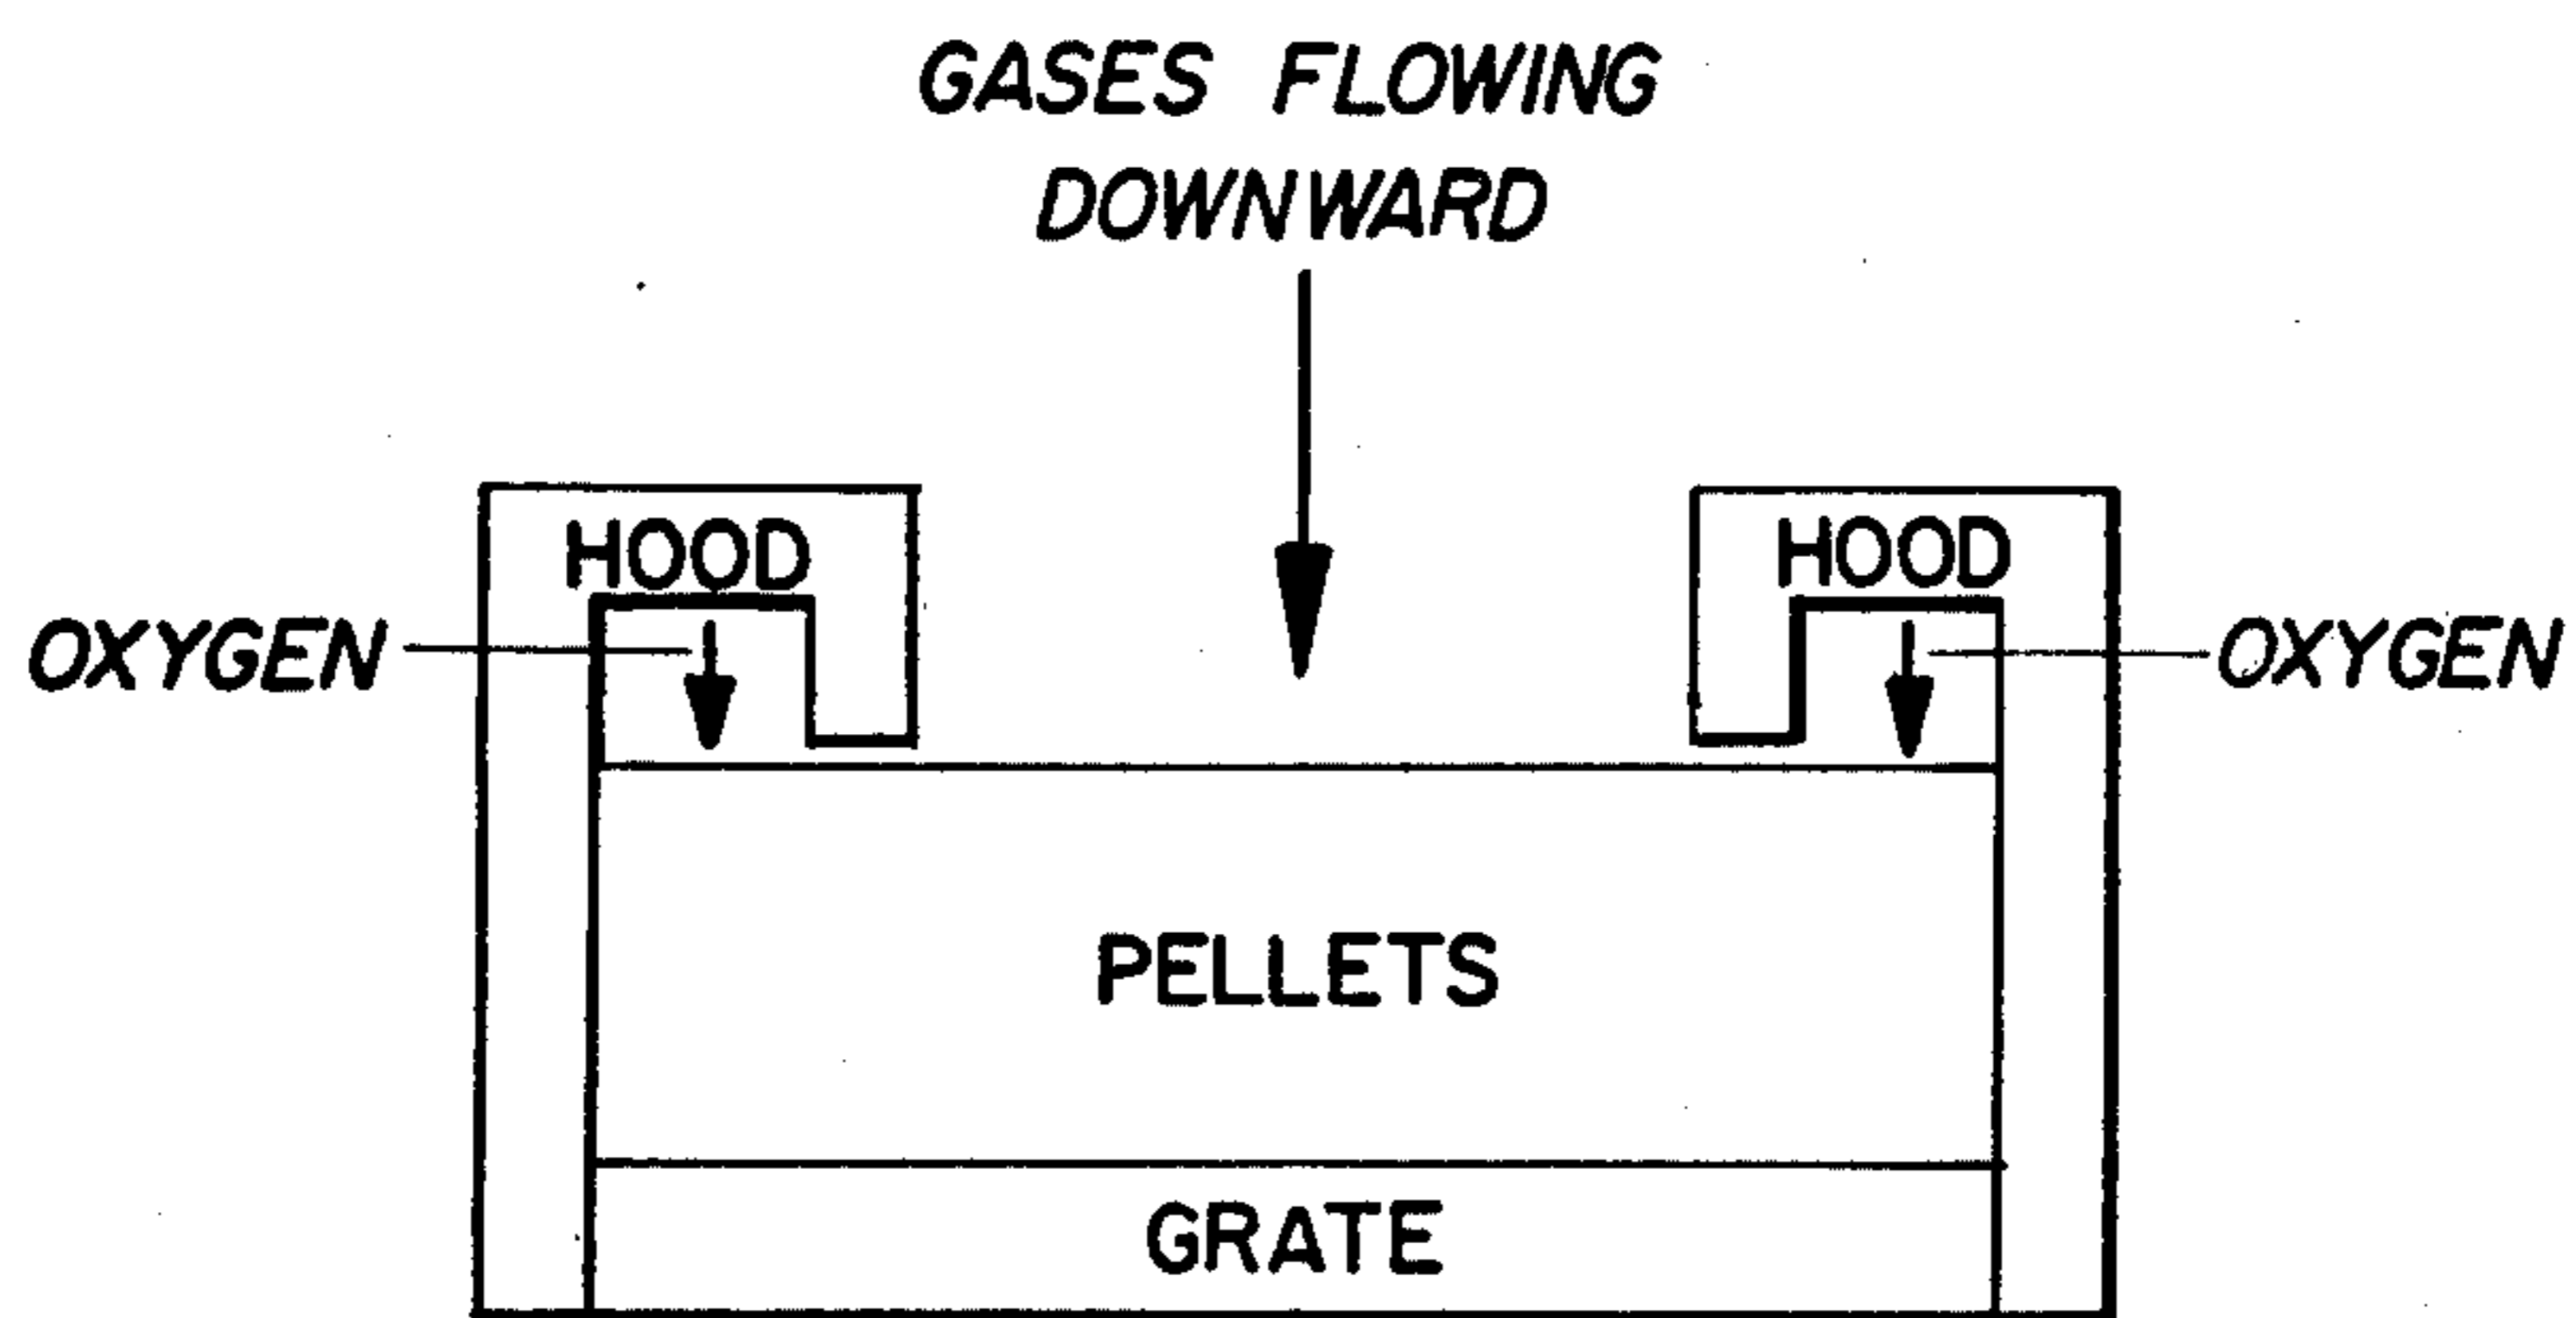 GASES FLOWING
DOWNWARD
HOOD
HOOD
OXYGEN
OXYGEN
PELLETS
GRATE